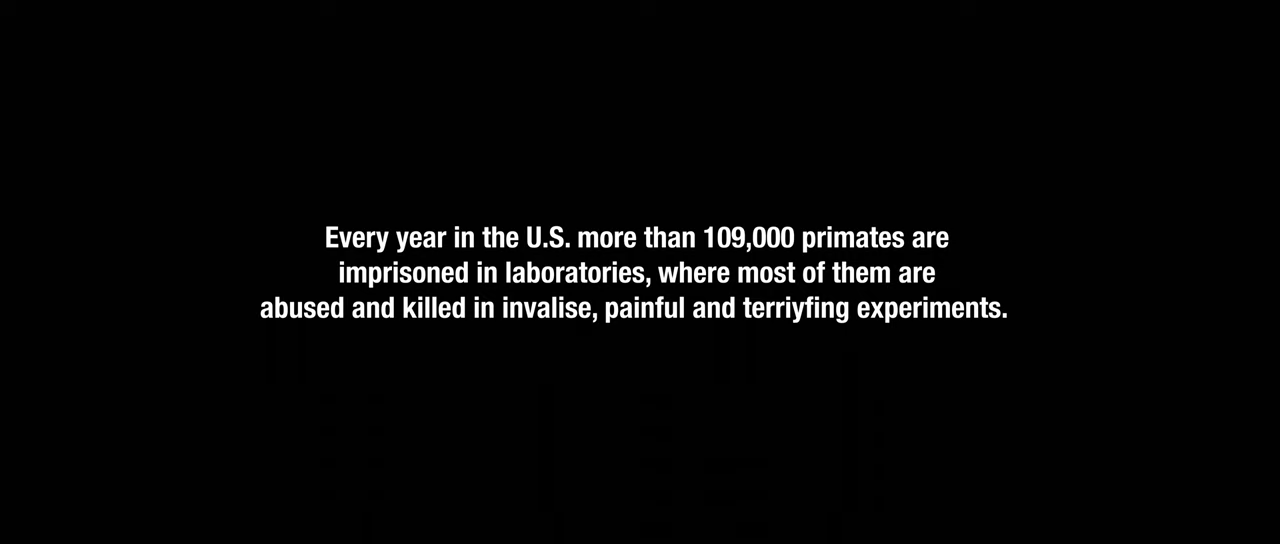 Every year in the U.S. more than 109,000 primates are
imprisoned in laboratories, where most of them are
abused and killed in invalise, painful and terriyfing experiments.